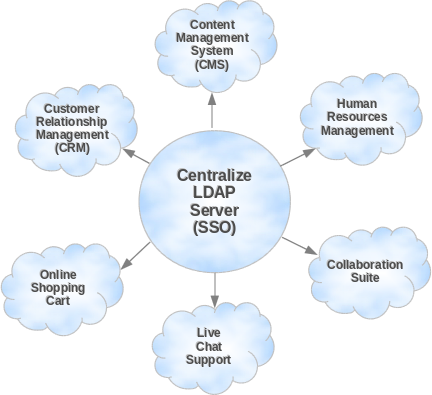 Content
Management
System
(CMS)
Customer
Relationship
Management
(CRM)
Human
Resources
Management
Centralize
LDAP
Server
(SSO)
Online
Shopping
Cart
Collaboration
Suite
Live
Chat
Support